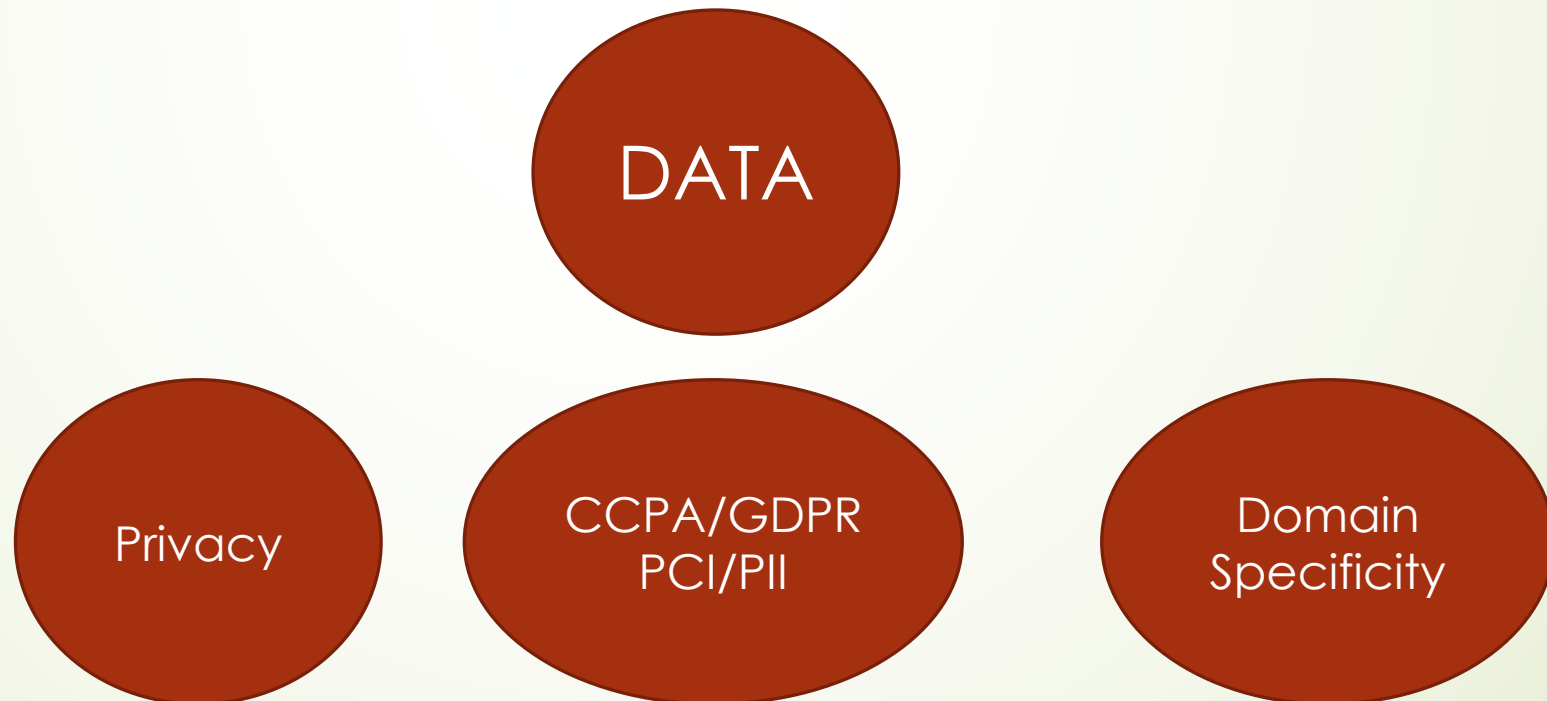 DATA
Privacy
CCPA/GDPR
PCI/PII
Domain
Specificity